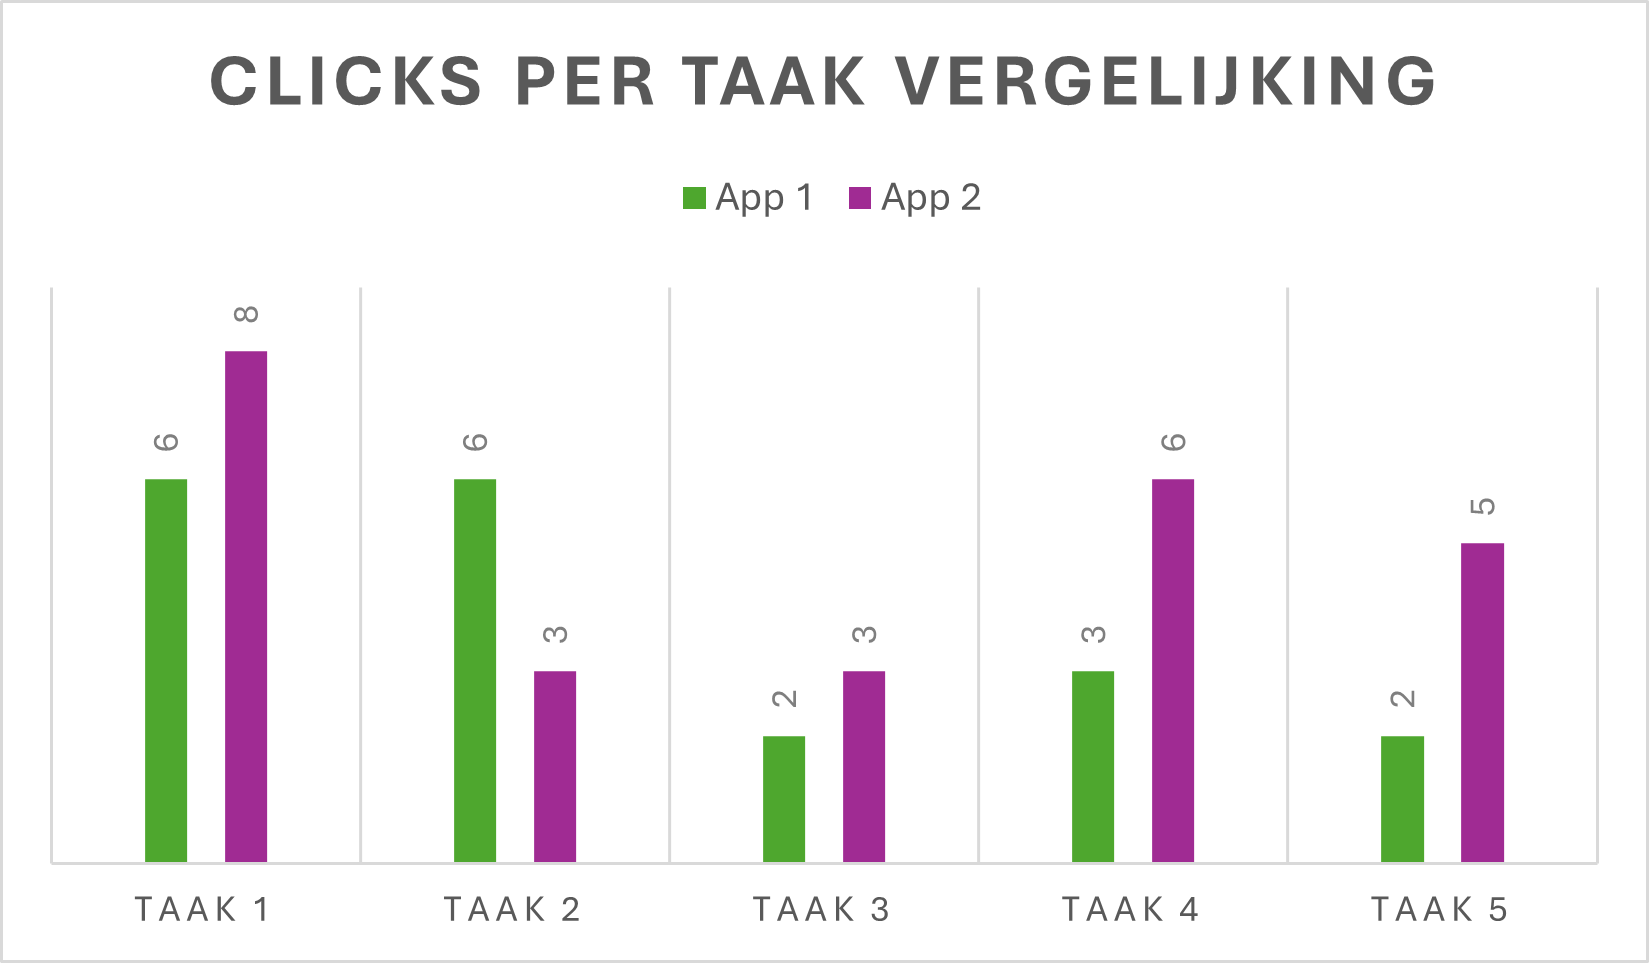 CLICKS PER TAAK VERGELIJKING
App 1 App 2
6 8 6 3 2 3 3 6 2 5
TAAK 1 TAAK 2 TAAK 3 TAAK 4 TAAK 5